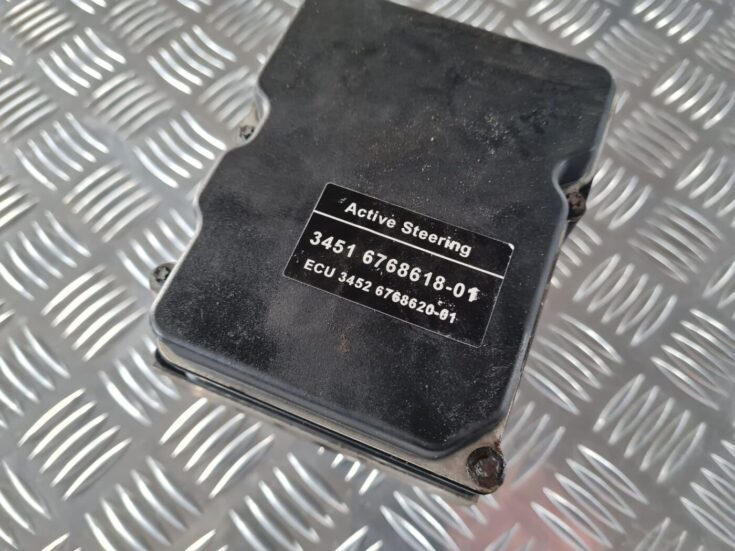 Active Steering
3451 6768618-01
ECU 3452 6768620-01